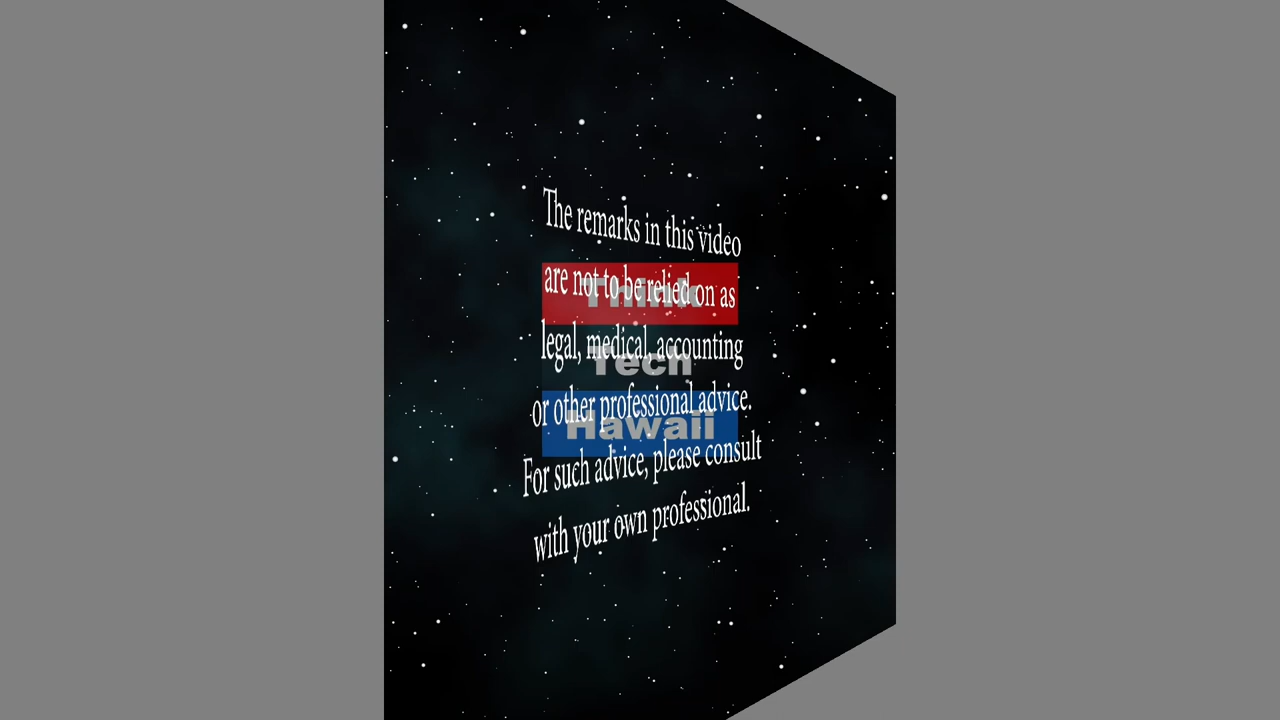 The remarks in this video
are not to be relied on as
legal, medical, accounting
or other professional advice.
For such advice, please consult
with your own professional.
Think
Tech
Hawaii